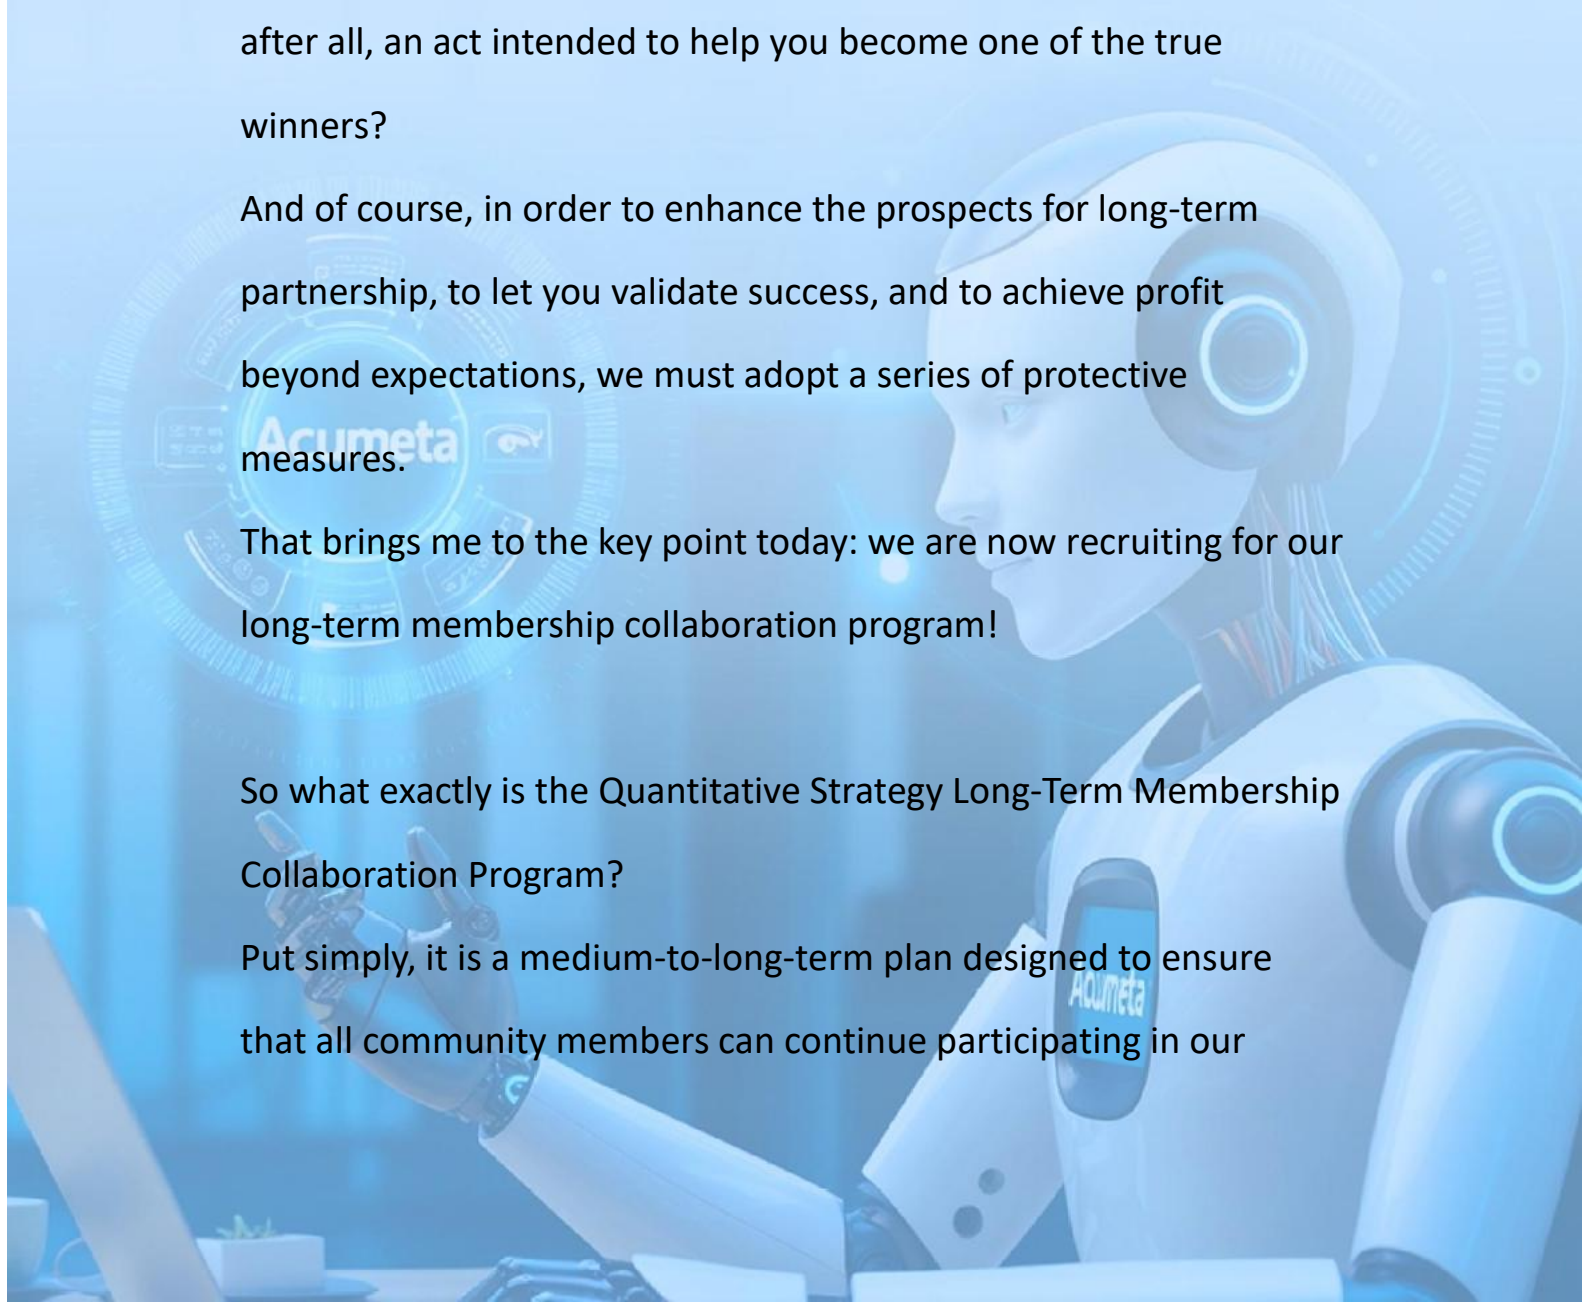 after all, an act intended to help you become one of the true
winners?
And of course, in order to enhance the prospects for long-term
partnership, to let you validate success, and to achieve profit
beyond expectations, we must adopt a series of protective
Acumeta
measures.
That brings me to the key point today: we are now recruiting for our
long-term membership collaboration program!
So what exactly is the Quantitative Strategy Long-Term Membership
Collaboration Program?
Put simply, it is a medium-to-long-term plan designed to ensure
Acumeta
that all community members can continue participating in our